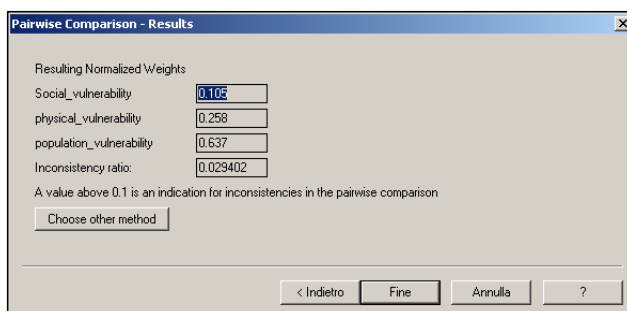 Pairwise Comparison - Results
Resulting Normalized Weights
Social_vulnerability 0.105
physical_vulnerability 0.258
population_vulnerability 0.637
Inconsistency ratio: 0.029402
A value above 0.1 is an indication for inconsistencies in the pairwise comparison
Choose other method
< Indietro Fine Annulla ?